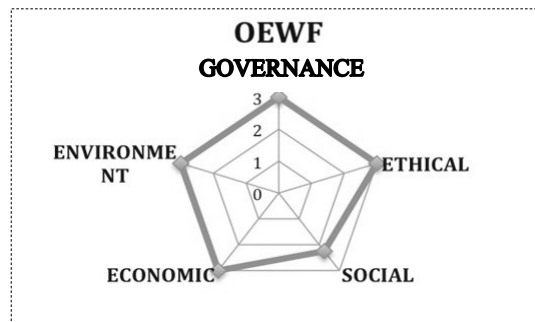 OEWF
GOVERNANCE
3
2
1
0
ENVIRONME
NT
ETHICAL
ECONOMIC
SOCIAL